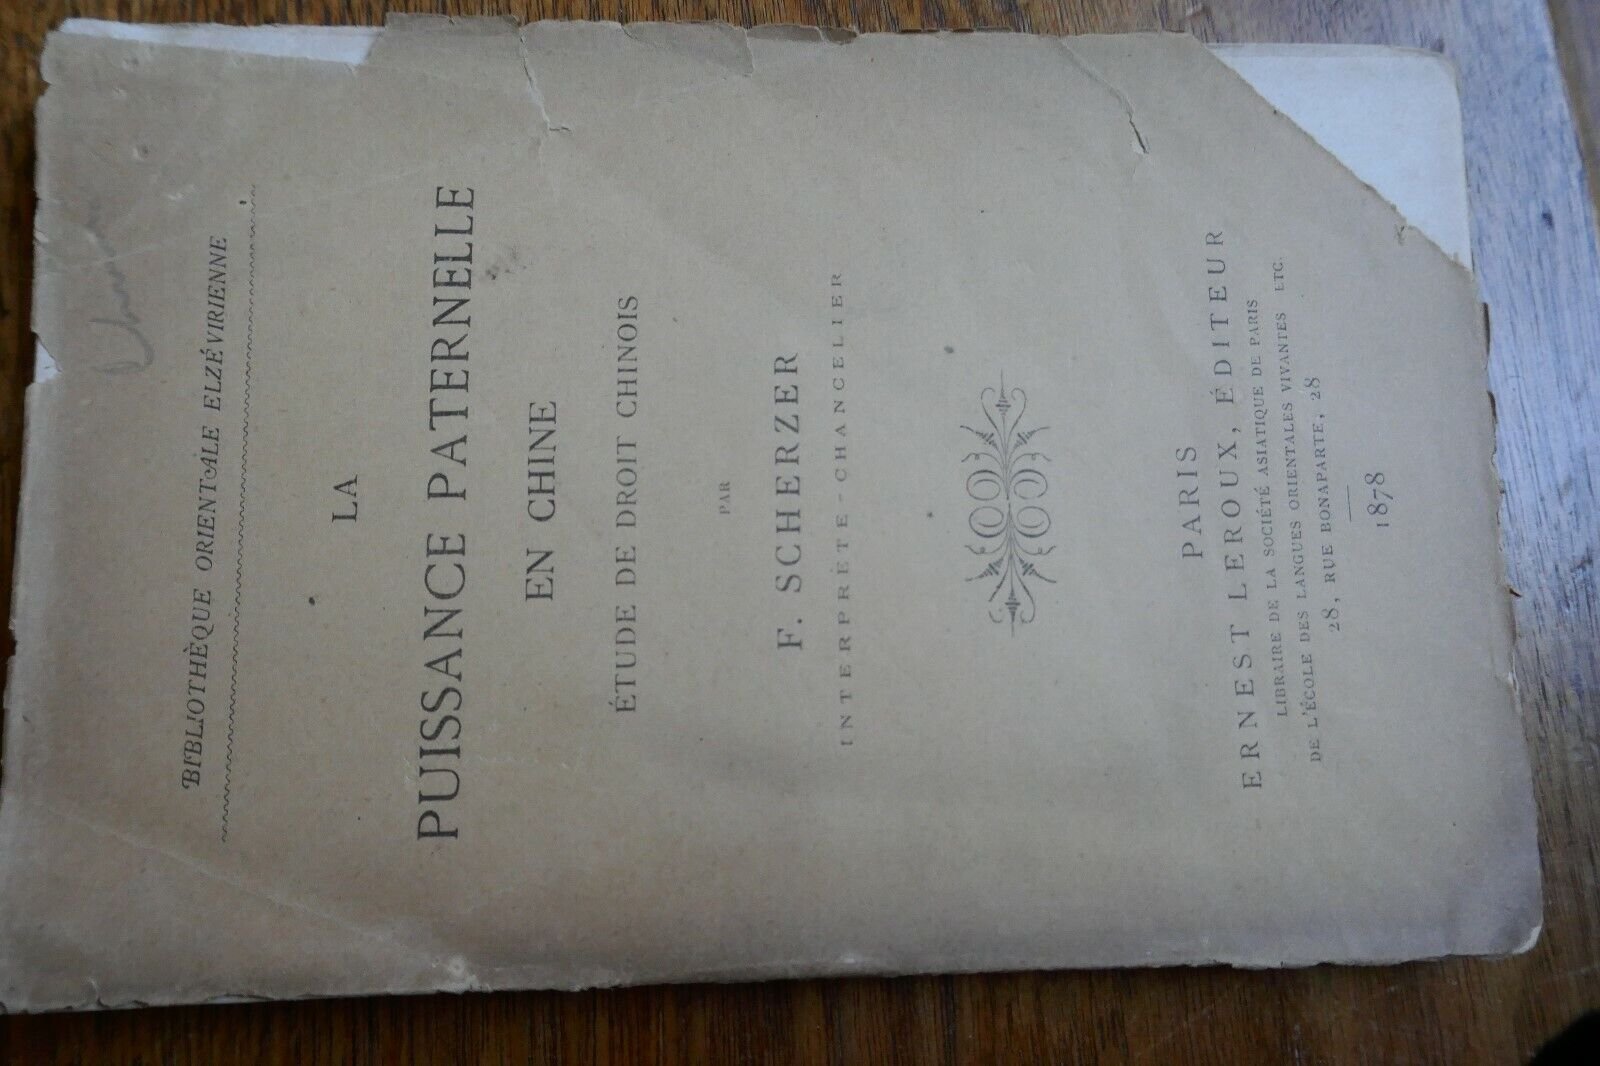 BIBLIOTHÈQUE ORIENTALE ELZÉVIRIENNE
LA
PUISSANCE PATERNELLE
EN CHINE
ÉTUDE DE DROIT CHINOIS
PAR
F. SCHERZER
INTERPRÈTE-CHANCELIER
PARIS
ERNEST LEROUX, ÉDITEUR
LIBRAIRE DE LA SOCIÉTÉ ASIATIQUE DE PARIS
DE L'ÉCOLE DES LANGUES ORIENTALES VIVANTES ETC.
28, RUE BONAPARTE, 28
1878